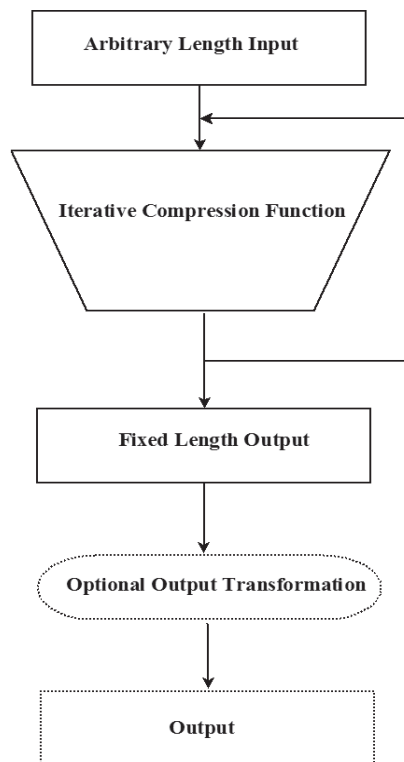 Arbitrary Length Input
Iterative Compression Function
Fixed Length Output
Optional Output Transformation
Output